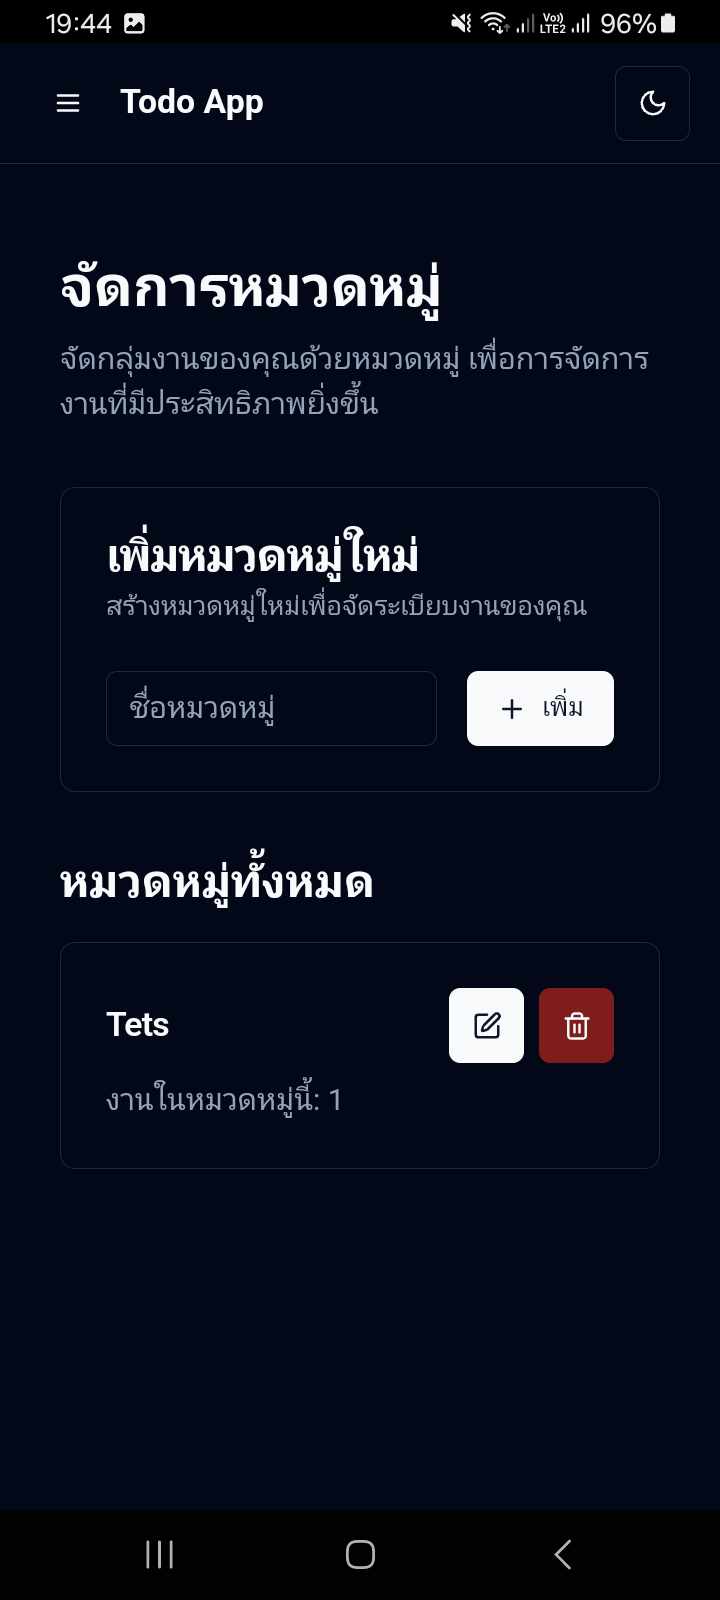 19:44
Vo)) LTE2
96%
Todo App
จัดการหมวดหมู่
จัดกลุ่มงานของคุณด้วยหมวดหมู่ เพื่อการจัดการ
งานที่มีประสิทธิภาพยิ่งขึ้น
เพิ่มหมวดหมู่ใหม่
สร้างหมวดหมู่ใหม่เพื่อจัดระเบียบงานของคุณ
ชื่อหมวดหมู่
เพิ่ม
หมวดหมู่ทั้งหมด
Tets
งานในหมวดหมู่นี้: 1